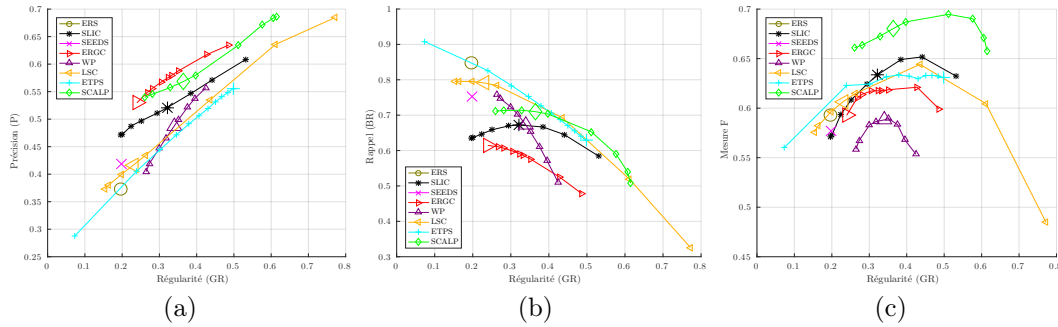 0.7
0.65
0.6
0.55
0.5
0.45
0.4
0.35
0.3
0.25
Précision (P)
0 0.1 0.2 0.3 0.4 0.5 0.6 0.7 0.8
Régularité (GR)
ERS
SLIC
SEEDS
ERGC
WP
LSC
ETPS
SCALP
(a)
1
0.9
0.8
0.7
0.6
0.5
0.4
0.3
Rappel (BR)
0 0.1 0.2 0.3 0.4 0.5 0.6 0.7 0.8
Régularité (GR)
ERS
SLIC
SEEDS
ERGC
WP
LSC
ETPS
SCALP
(b)
0.7
0.65
0.6
0.55
0.5
0.45
Mesure F
0 0.1 0.2 0.3 0.4 0.5 0.6 0.7 0.8
Régularité (GR)
ERS
SLIC
SEEDS
ERGC
WP
LSC
ETPS
SCALP
(c)